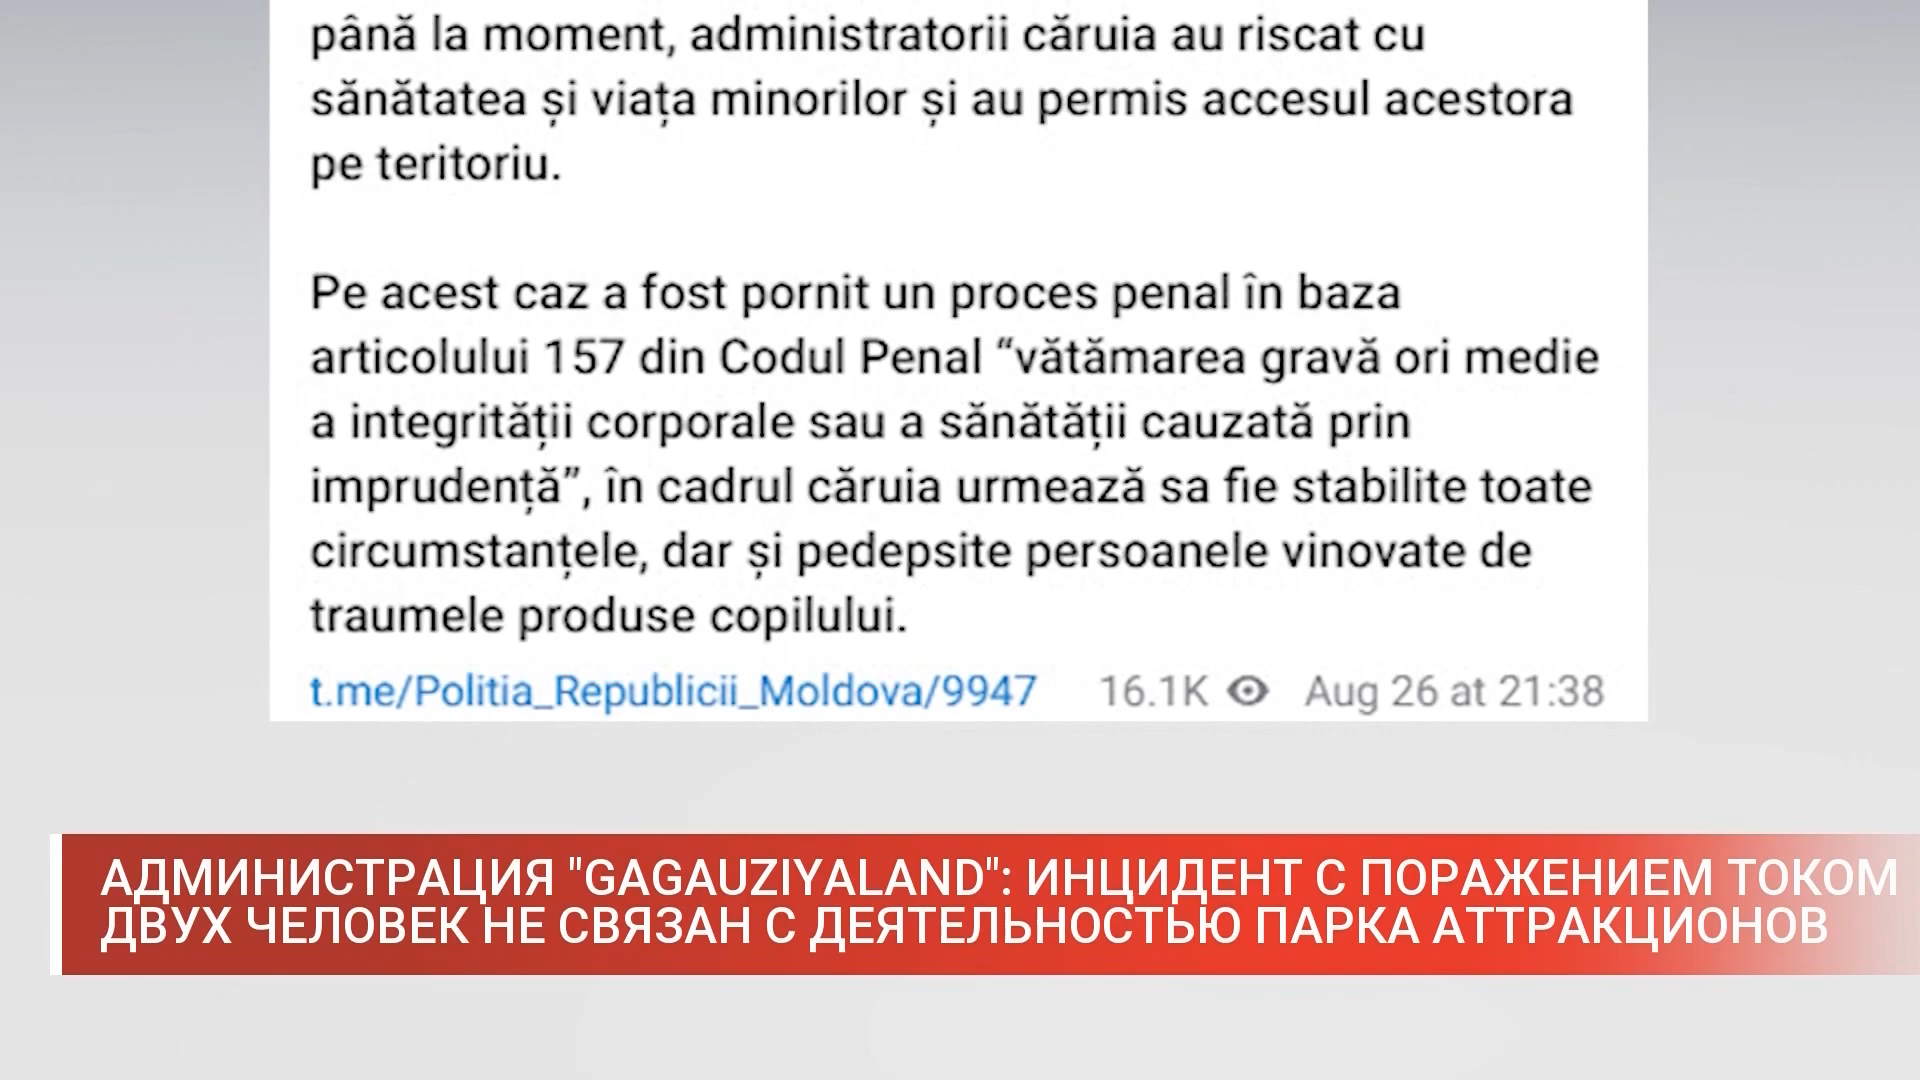 până la moment, administratorii căruia au riscat cu
sănătatea și viața minorilor și au permis accesul acestora
pe teritoriu.
Pe acest caz a fost pornit un proces penal în baza
articolului 157 din Codul Penal “vătămarea gravă ori medie
a integrității corporale sau a sănătății cauzată prin
imprudență”, în cadrul căruia urmează sa fie stabilite toate
circumstanțele, dar și pedepsite persoanele vinovate de
traumele produse copilului.
t.me/Politia_Republicii_Moldova/9947 16.1K Aug 26 at 21:38
АДМИНИСТРАЦИЯ "GAGAUZIYALAND": ИНЦИДЕНТ С ПОРАЖЕНИЕМ ТОКОМ
ДВУХ ЧЕЛОВЕК НЕ СВЯЗАН С ДЕЯТЕЛЬНОСТЬЮ ПАРКА АТТРАКЦИОНОВ